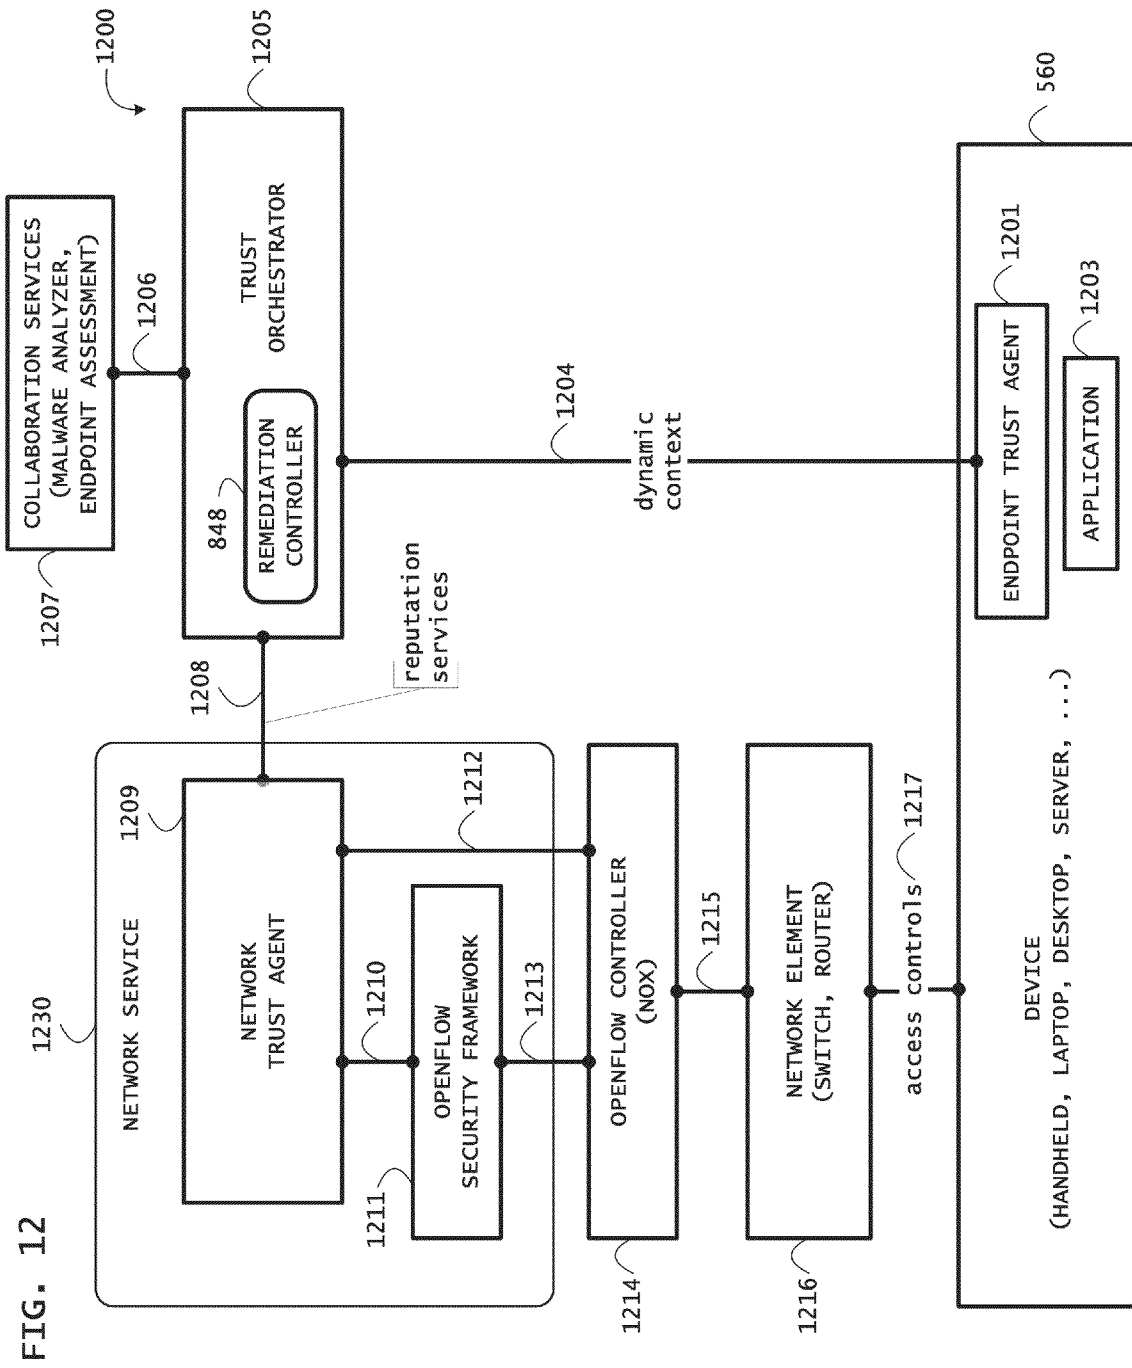 FIG. 12
1200
1230
NETWORK SERVICE
1209
NETWORK
TRUST AGENT
1210
1212
1211
OPENFLOW
SECURITY FRAMEWORK
1213
1214
OPENFLOW CONTROLLER
(NOX)
1215
1216
NETWORK ELEMENT
(SWITCH, ROUTER)
access controls
1217
1207
COLLABORATION SERVICES
(MALWARE ANALYZER,
ENDPOINT ASSESSMENT)
1206
1205
TRUST
ORCHESTRATOR
848
REMEDIATION
CONTROLLER
1208
reputation
services
1204
dynamic
context
560
DEVICE
(HANDHELD, LAPTOP, DESKTOP, SERVER, ...)
ENDPOINT TRUST AGENT
1201
APPLICATION
1203